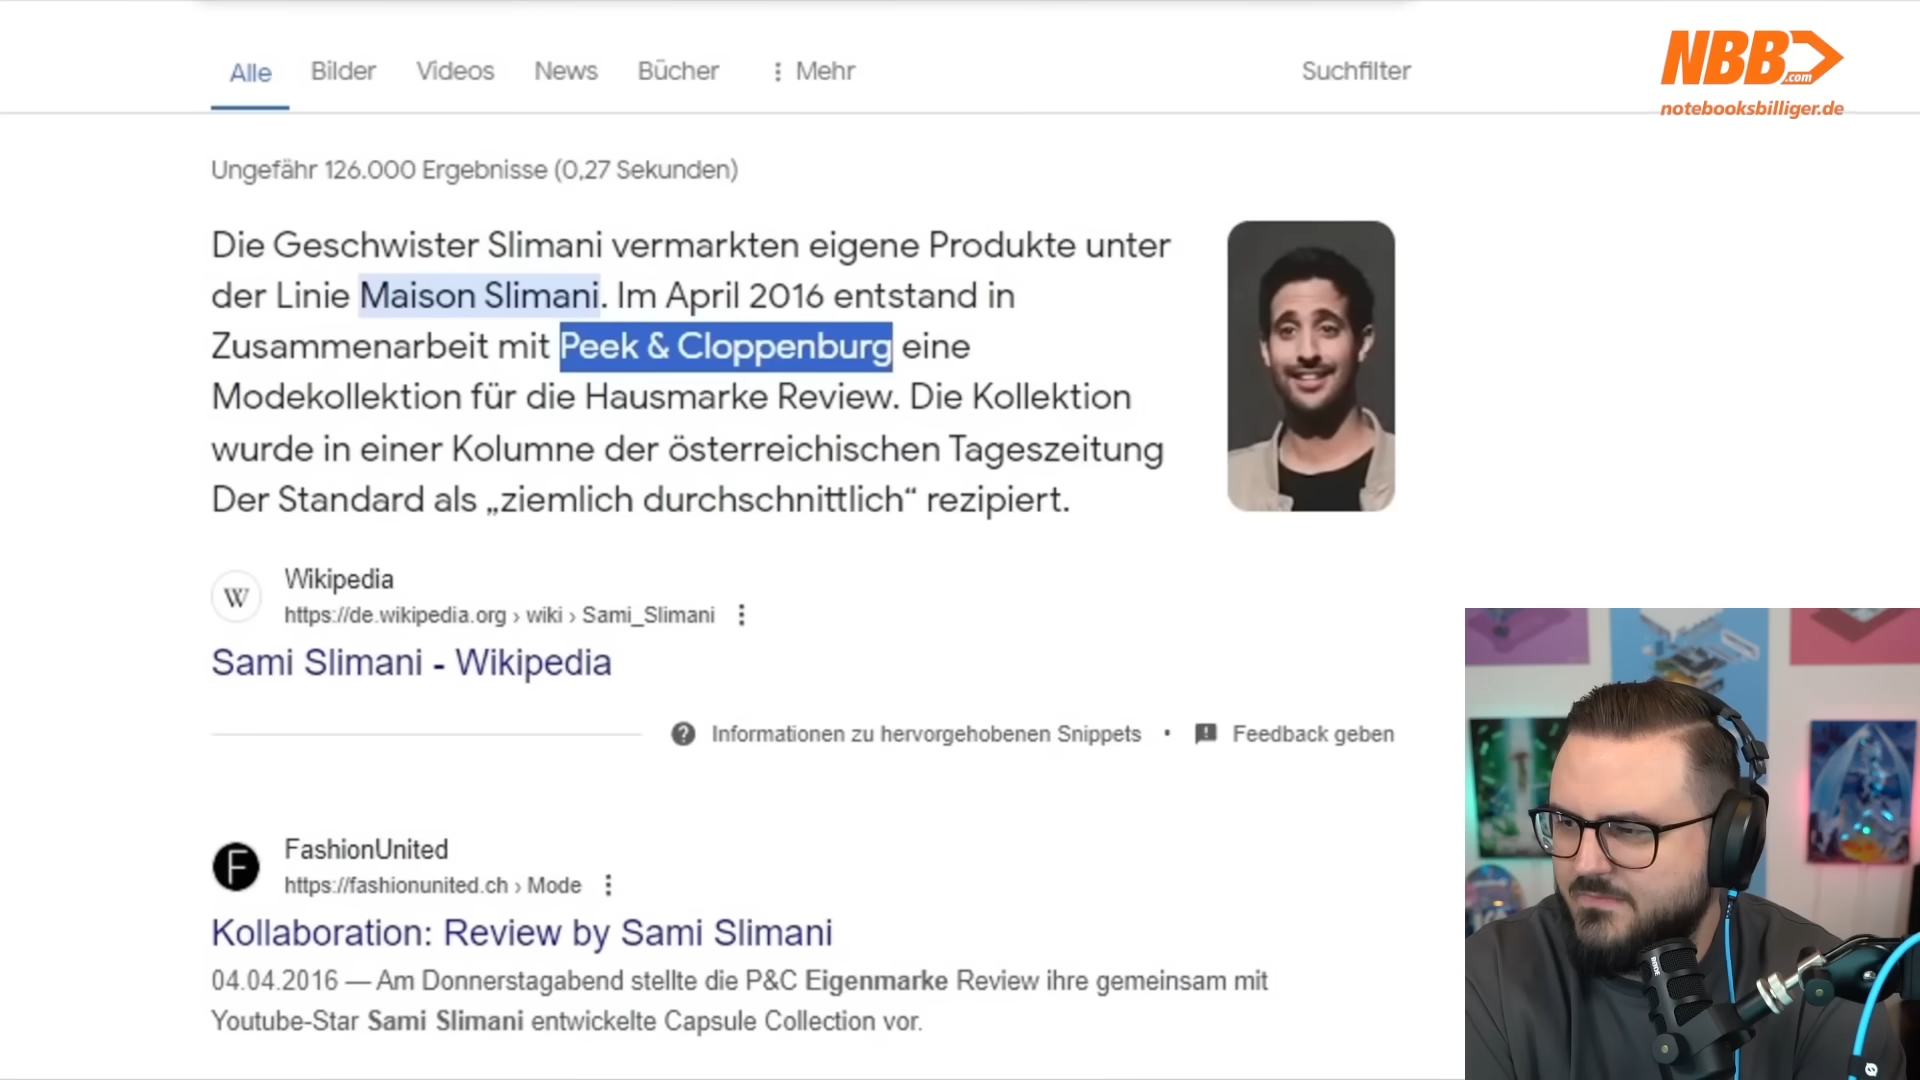 Alle Bilder Videos News Bücher Mehr Suchfilter
NBB.com
notebooksbilliger.de
Ungefähr 126.000 Ergebnisse (0,27 Sekunden)
Die Geschwister Slimani vermarkten eigene Produkte unter
der Linie Maison Slimani. Im April 2016 entstand in
Zusammenarbeit mit Peek & Cloppenburg eine
Modekollektion für die Hausmarke Review. Die Kollektion
wurde in einer Kolumne der österreichischen Tageszeitung
Der Standard als „ziemlich durchschnittlich“ rezipiert.
W
Wikipedia
https://de.wikipedia.org › wiki › Sami_Slimani
Sami Slimani - Wikipedia
Informationen zu hervorgehobenen Snippets • Feedback geben
F
FashionUnited
https://fashionunited.ch › Mode
Kollaboration: Review by Sami Slimani
04.04.2016 — Am Donnerstagabend stellte die P&C Eigenmarke Review ihre gemeinsam mit
Youtube-Star Sami Slimani entwickelte Capsule Collection vor.
RØDE